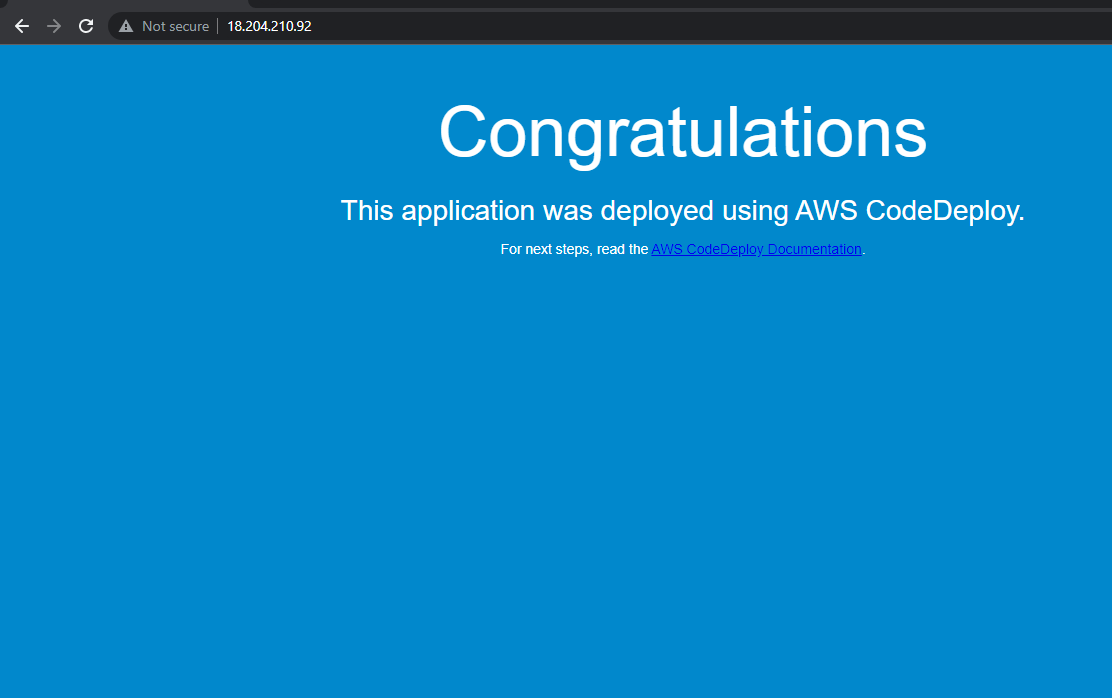 Not secure 18.204.210.92
Congratulations
This application was deployed using AWS CodeDeploy.
For next steps, read the AWS CodeDeploy Documentation.